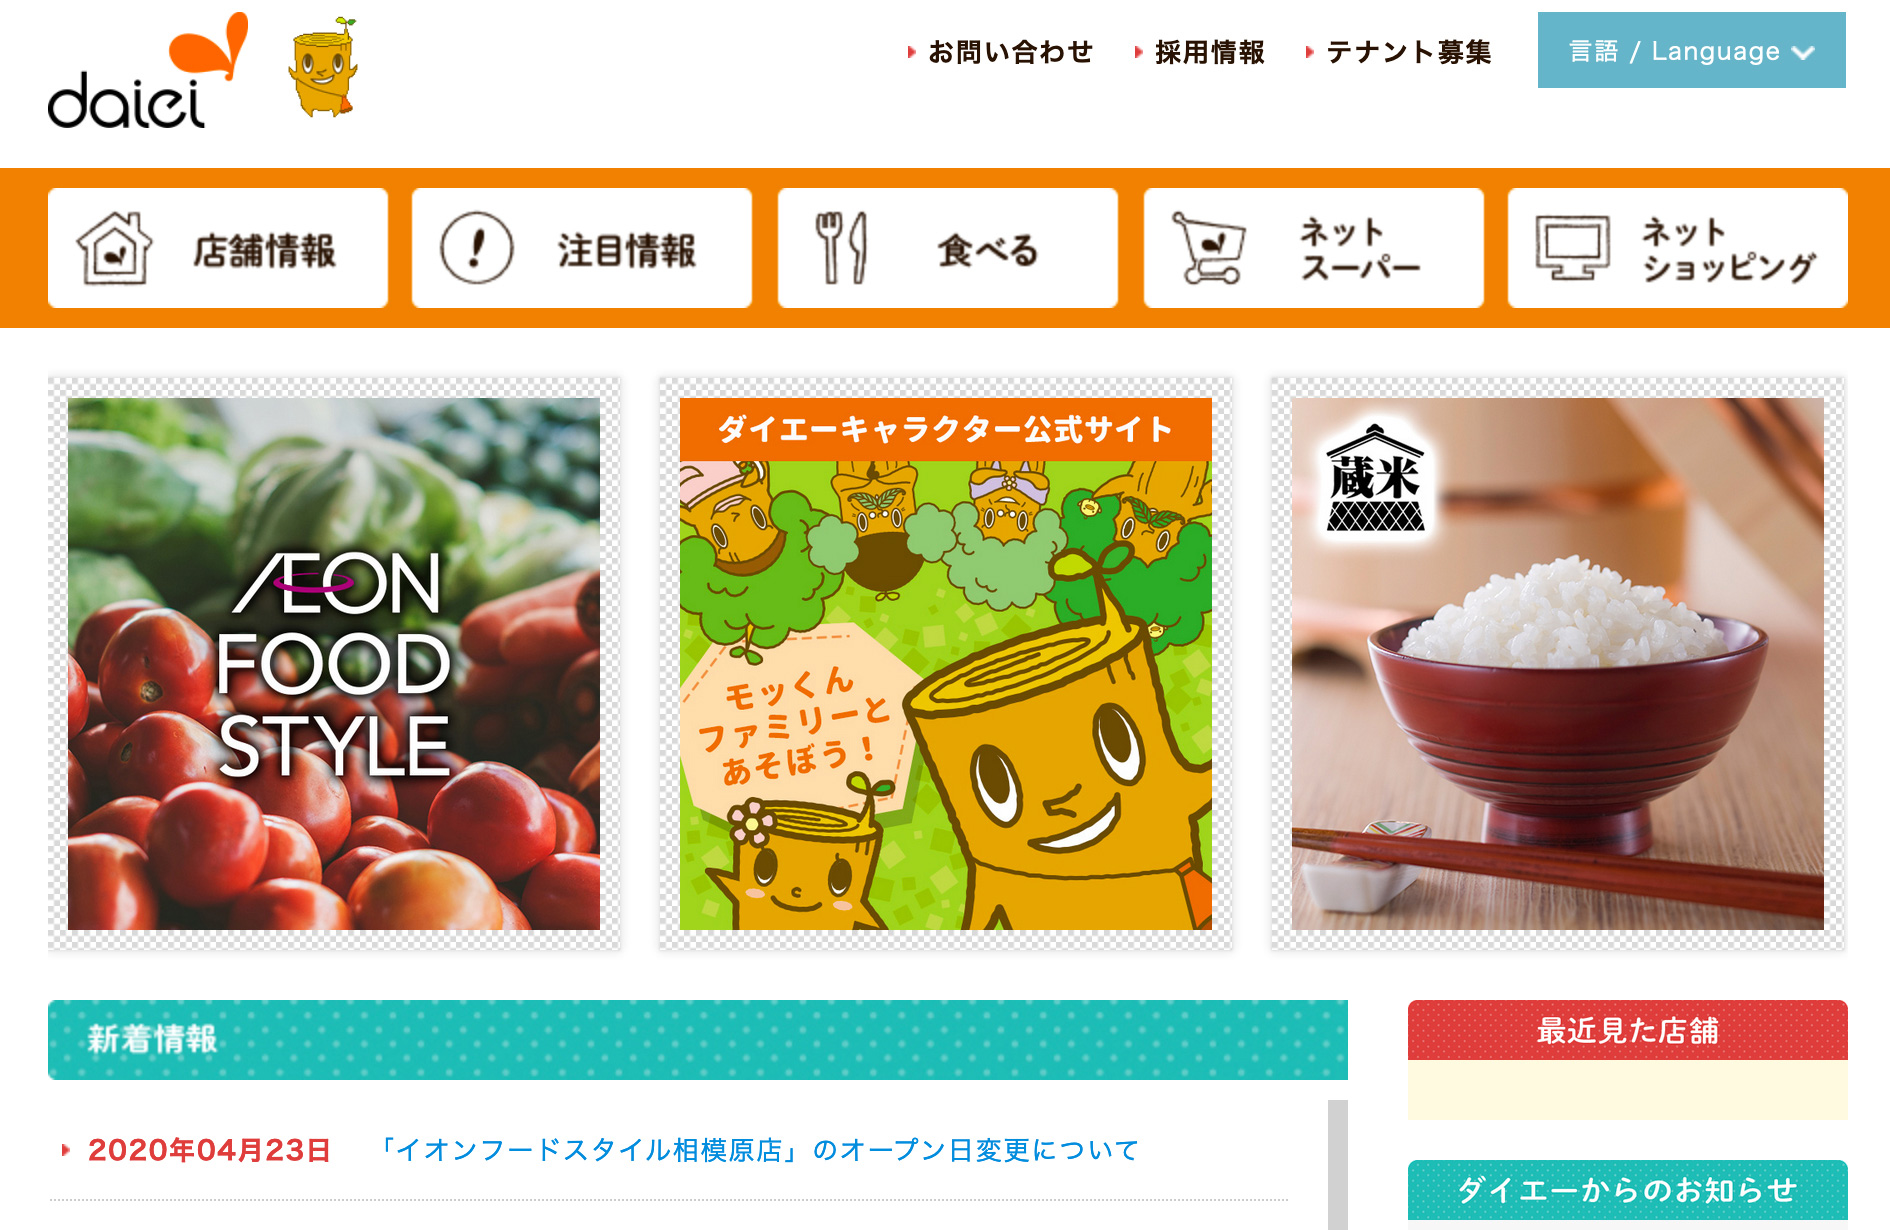 daiei
お問い合わせ
採用情報
テナント募集
言語 / Language
店舗情報
注目情報
食べる
ネット
スーパー
ネット
ショッピング
ÆON
FOOD
STYLE
ダイエーキャラクター公式サイト
モッくん
ファミリーと
あそぼう！
蔵米
新着情報
2020年04月23日 「イオンフードスタイル相模原店」のオープン日変更について
最近見た店舗
ダイエーからのお知らせ